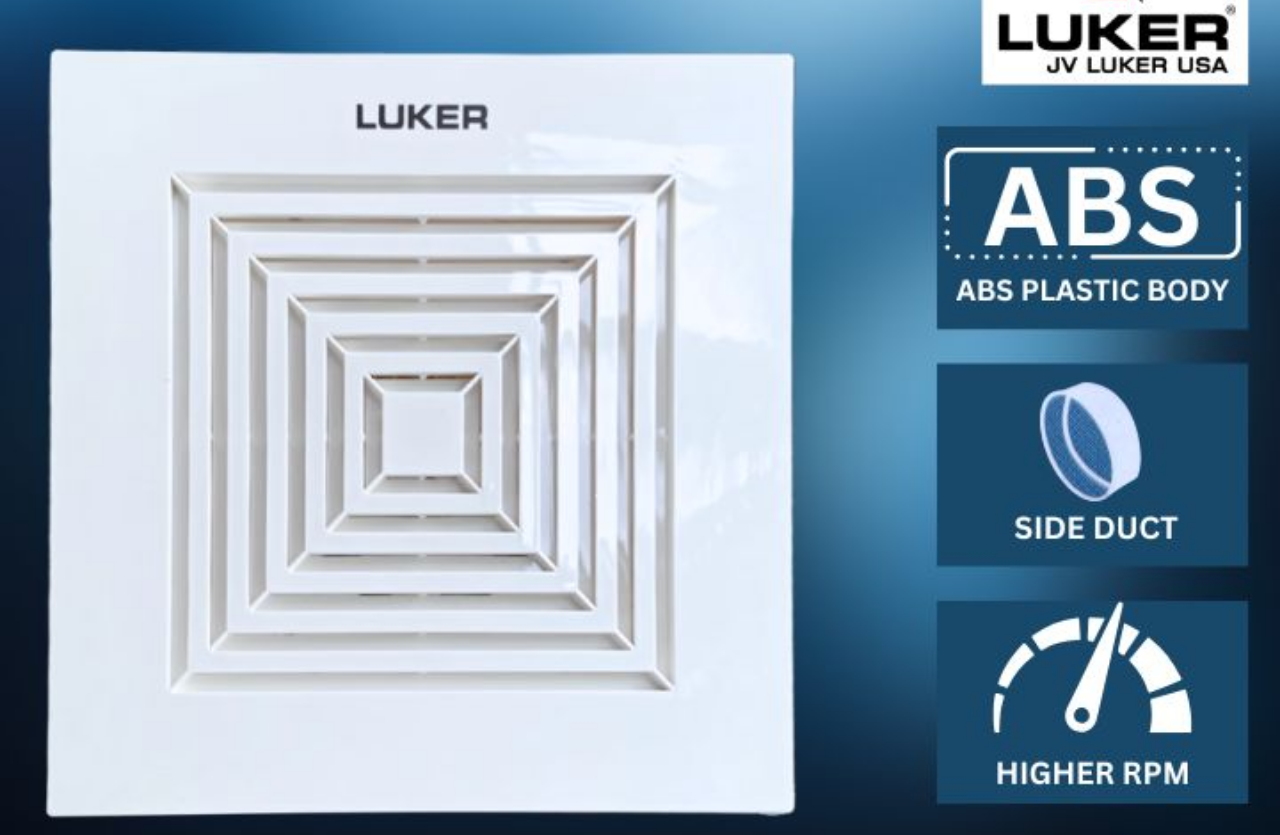 LUKER
LUKER®
JV LUKER USA
ABS
ABS PLASTIC BODY
SIDE DUCT
HIGHER RPM